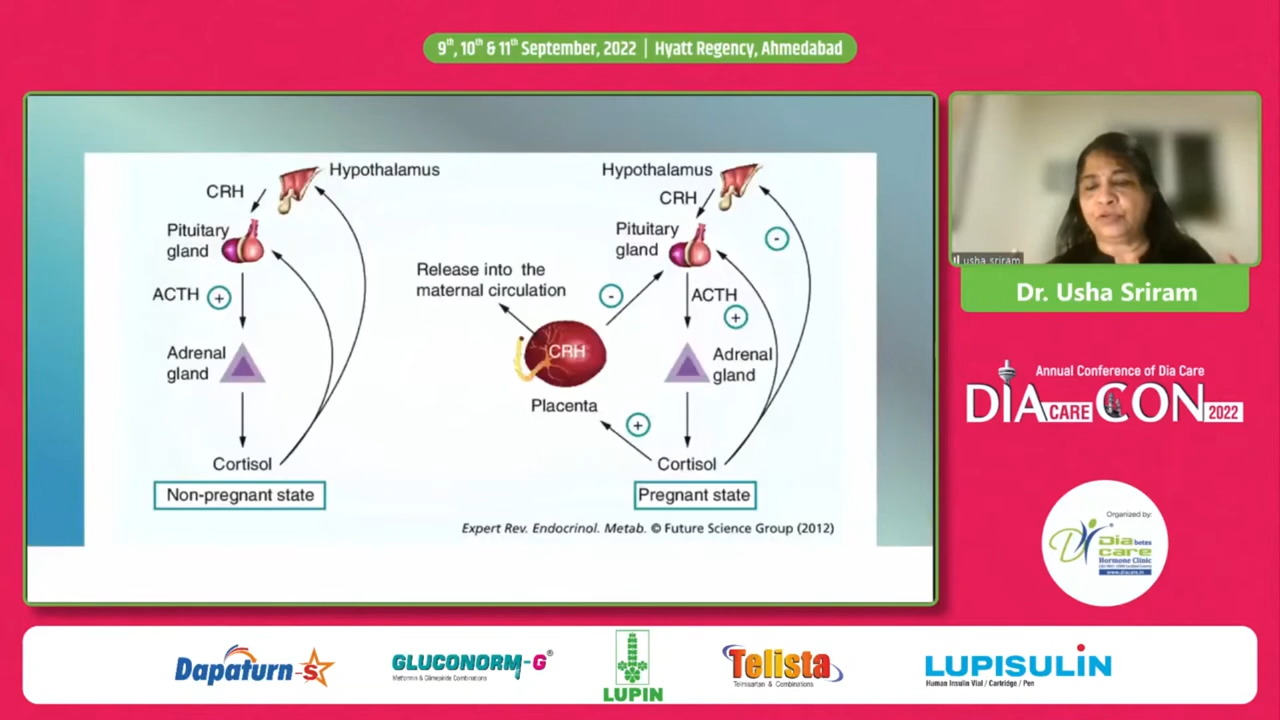 9th, 10th & 11th September, 2022 | Hyatt Regency, Ahmedabad
Hypothalamus
CRH
Pituitary
gland
ACTH
+
Adrenal
gland
Cortisol
Non-pregnant state
Hypothalamus
CRH
Pituitary
gland
-
Release into the
maternal circulation
-
ACTH
+
CRH
Adrenal
gland
Placenta
+
Cortisol
Pregnant state
Expert Rev. Endocrinol. Metab. © Future Science Group (2012)
usha sriram
Dr. Usha Sriram
Annual Conference of Dia Care
DIA CARE CON 2022
Organized by:
Diabetes
care
Hormone Clinic
www.diacare.in
Dapaturn-S
GLUCONORM-G®
Metformin & Glimepiride Combinations
LUPIN
Telista
Telmisartan & Combinations
LUPISULIN
Human Insulin Vial / Cartridge / Pen